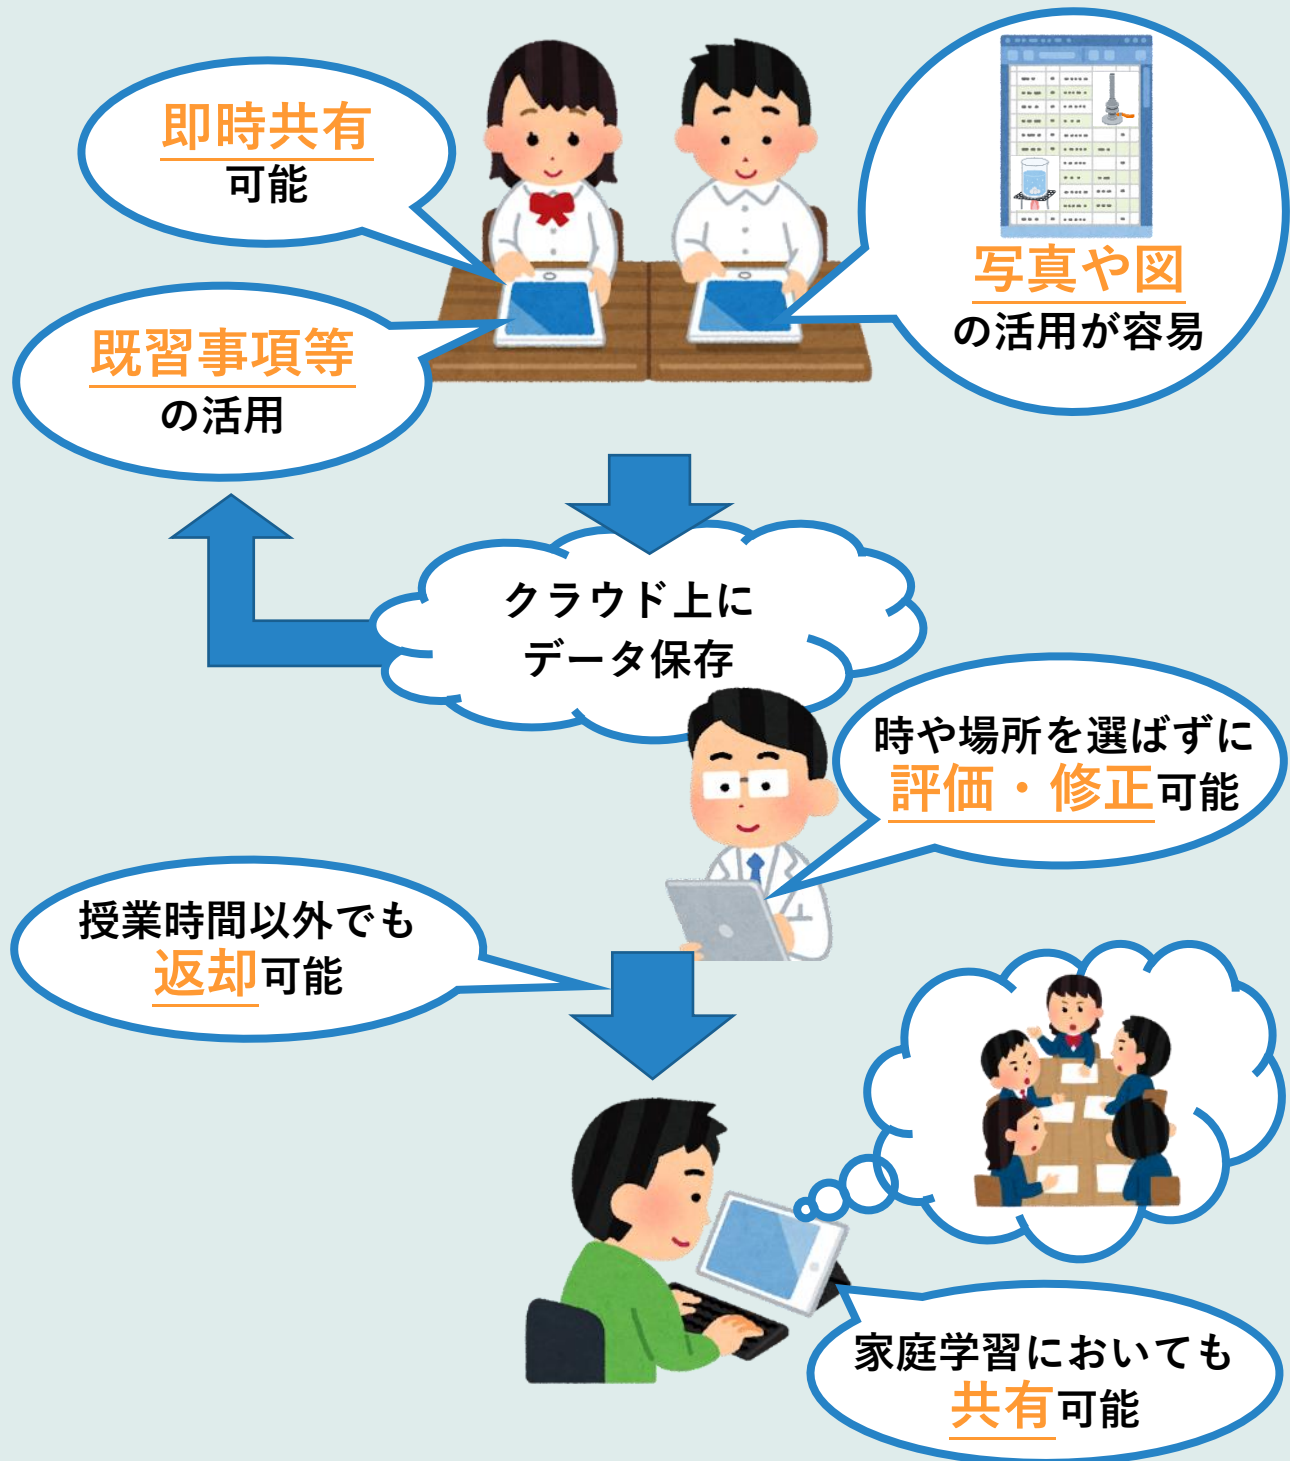 即時共有
可能
写真や図
の活用が容易
既習事項等
の活用
クラウド上に
データ保存
時や場所を選ばずに
評価・修正可能
授業時間以外でも
返却可能
家庭学習においても
共有可能